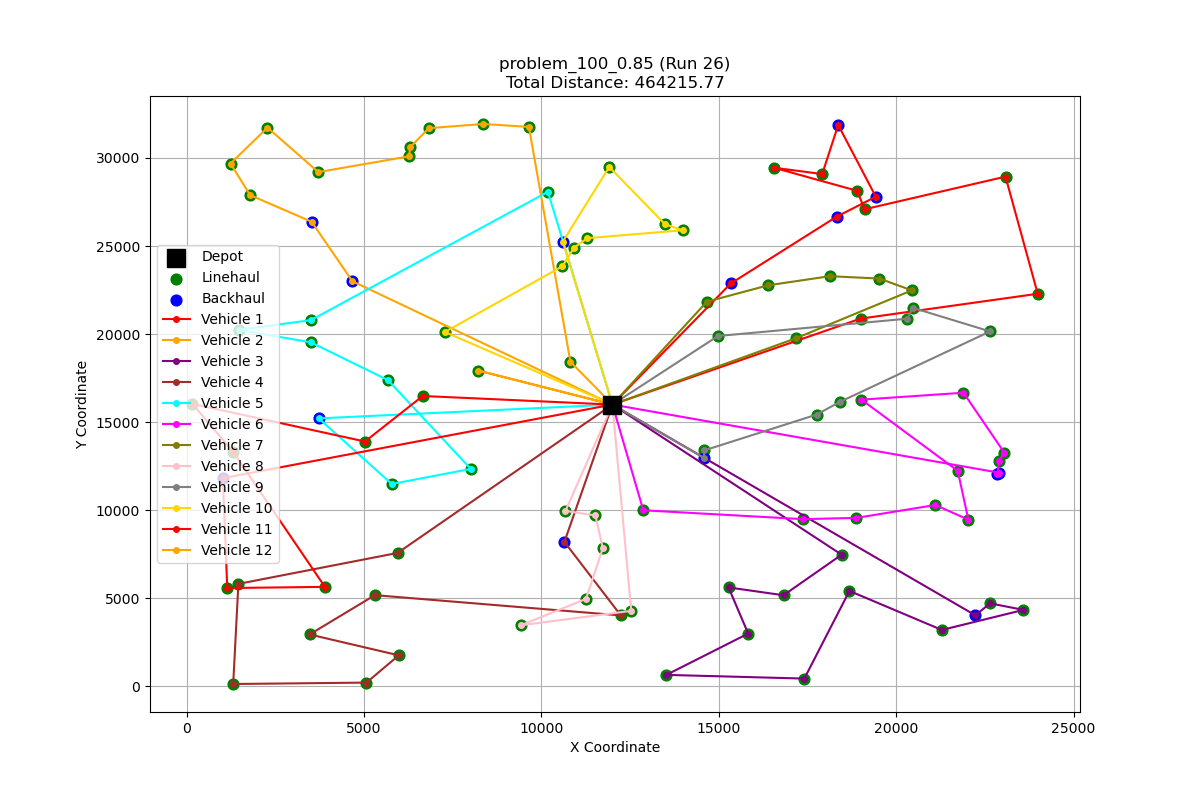 problem_100_0.85 (Run 26)
Total Distance: 464215.77
Y Coordinate
30000
25000
20000
15000
10000
5000
0
Depot
Linehaul
Backhaul
Vehicle 1
Vehicle 2
Vehicle 3
Vehicle 4
Vehicle 5
Vehicle 6
Vehicle 7
Vehicle 8
Vehicle 9
Vehicle 10
Vehicle 11
Vehicle 12
0 5000 10000 15000 20000 25000
X Coordinate